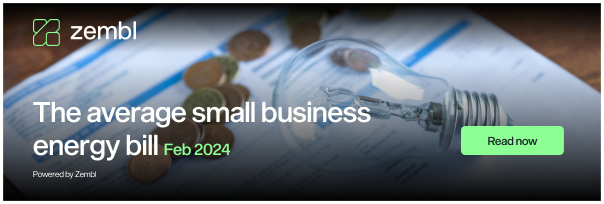 zembl
The average small business
energy bill Feb 2024
Read now
Powered by Zembl